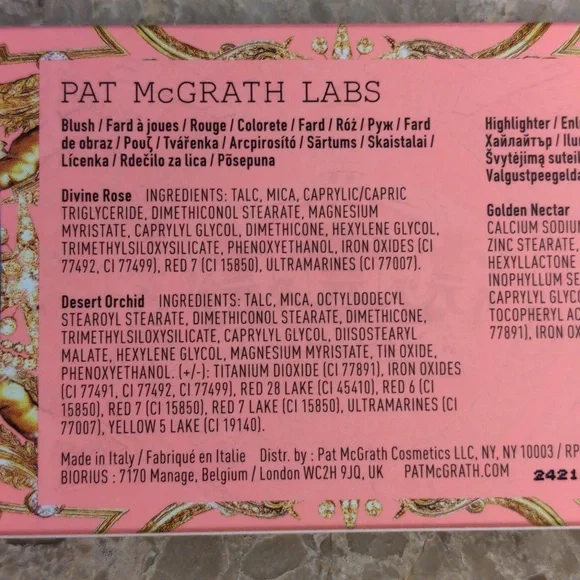 PAT McGRATH LABS
Blush / Fard à joues / Rouge / Colorete / Fard / Róż / Руж / Fard
de obraz / Ρουζ / Tvářenka / Arcpirosító / Sārtums / Skaistalai /
Lícenka / Rdečilo za lica / Põsepuna
Divine Rose INGREDIENTS: TALC, MICA, CAPRYLIC/CAPRIC
TRIGLYCERIDE, DIMETHICONOL STEARATE, MAGNESIUM
MYRISTATE, CAPRYLYL GLYCOL, DIMETHICONE, HEXYLENE GLYCOL,
TRIMETHYLSILOXYSILICATE, PHENOXYETHANOL, IRON OXIDES (CI
77492, CI 77499), RED 7 (CI 15850), ULTRAMARINES (CI 77007).
Desert Orchid INGREDIENTS: TALC, MICA, OCTYLDODECYL
STEAROYL STEARATE, DIMETHICONOL STEARATE, DIMETHICONE,
TRIMETHYLSILOXYSILICATE, CAPRYLYL GLYCOL, DIISOSTEARYL
MALATE, HEXYLENE GLYCOL, MAGNESIUM MYRISTATE, TIN OXIDE,
PHENOXYETHANOL. (+/-): TITANIUM DIOXIDE (CI 77891), IRON OXIDES
(CI 77491, CI 77492, CI 77499), RED 28 LAKE (CI 45410), RED 6 (CI
15850), RED 7 (CI 15850), RED 7 LAKE (CI 15850), ULTRAMARINES (CI
77007), YELLOW 5 LAKE (CI 19140).
Made in Italy / Fabriqué en Italie Distr. by : Pat McGrath Cosmetics LLC, NY, NY 10003 / RP
BIORIUS : 7170 Manage, Belgium / London WC2H 9JQ, UK PATMcGRATH.COM 2421
Highlighter / Enl
Хайлайтър / Ilu
Švytėjimą suteik
Valgustpeegelda
Golden Nectar
CALCIUM SODIUM
ZINC STEARATE,
HEXYLLACTONE
INOPHYLLUM SE
CAPRYLYL GLYCO
TOCOPHERYL AC
77891), IRON OX